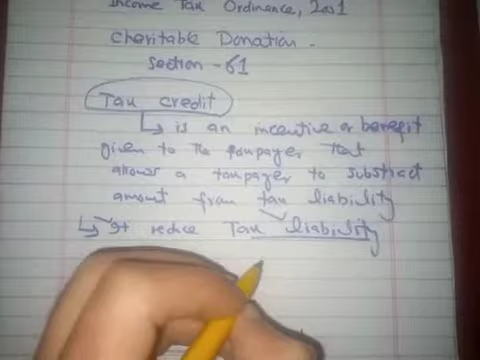 Income Tax Ordinance, 2001
Cheritable Donation.
Section - 61
Tax credit
↳ is an incentive or benefit
given to the taxpayer that
allows a taxpayer to substract
amount from tax liability
↳ It reduce Tax liability